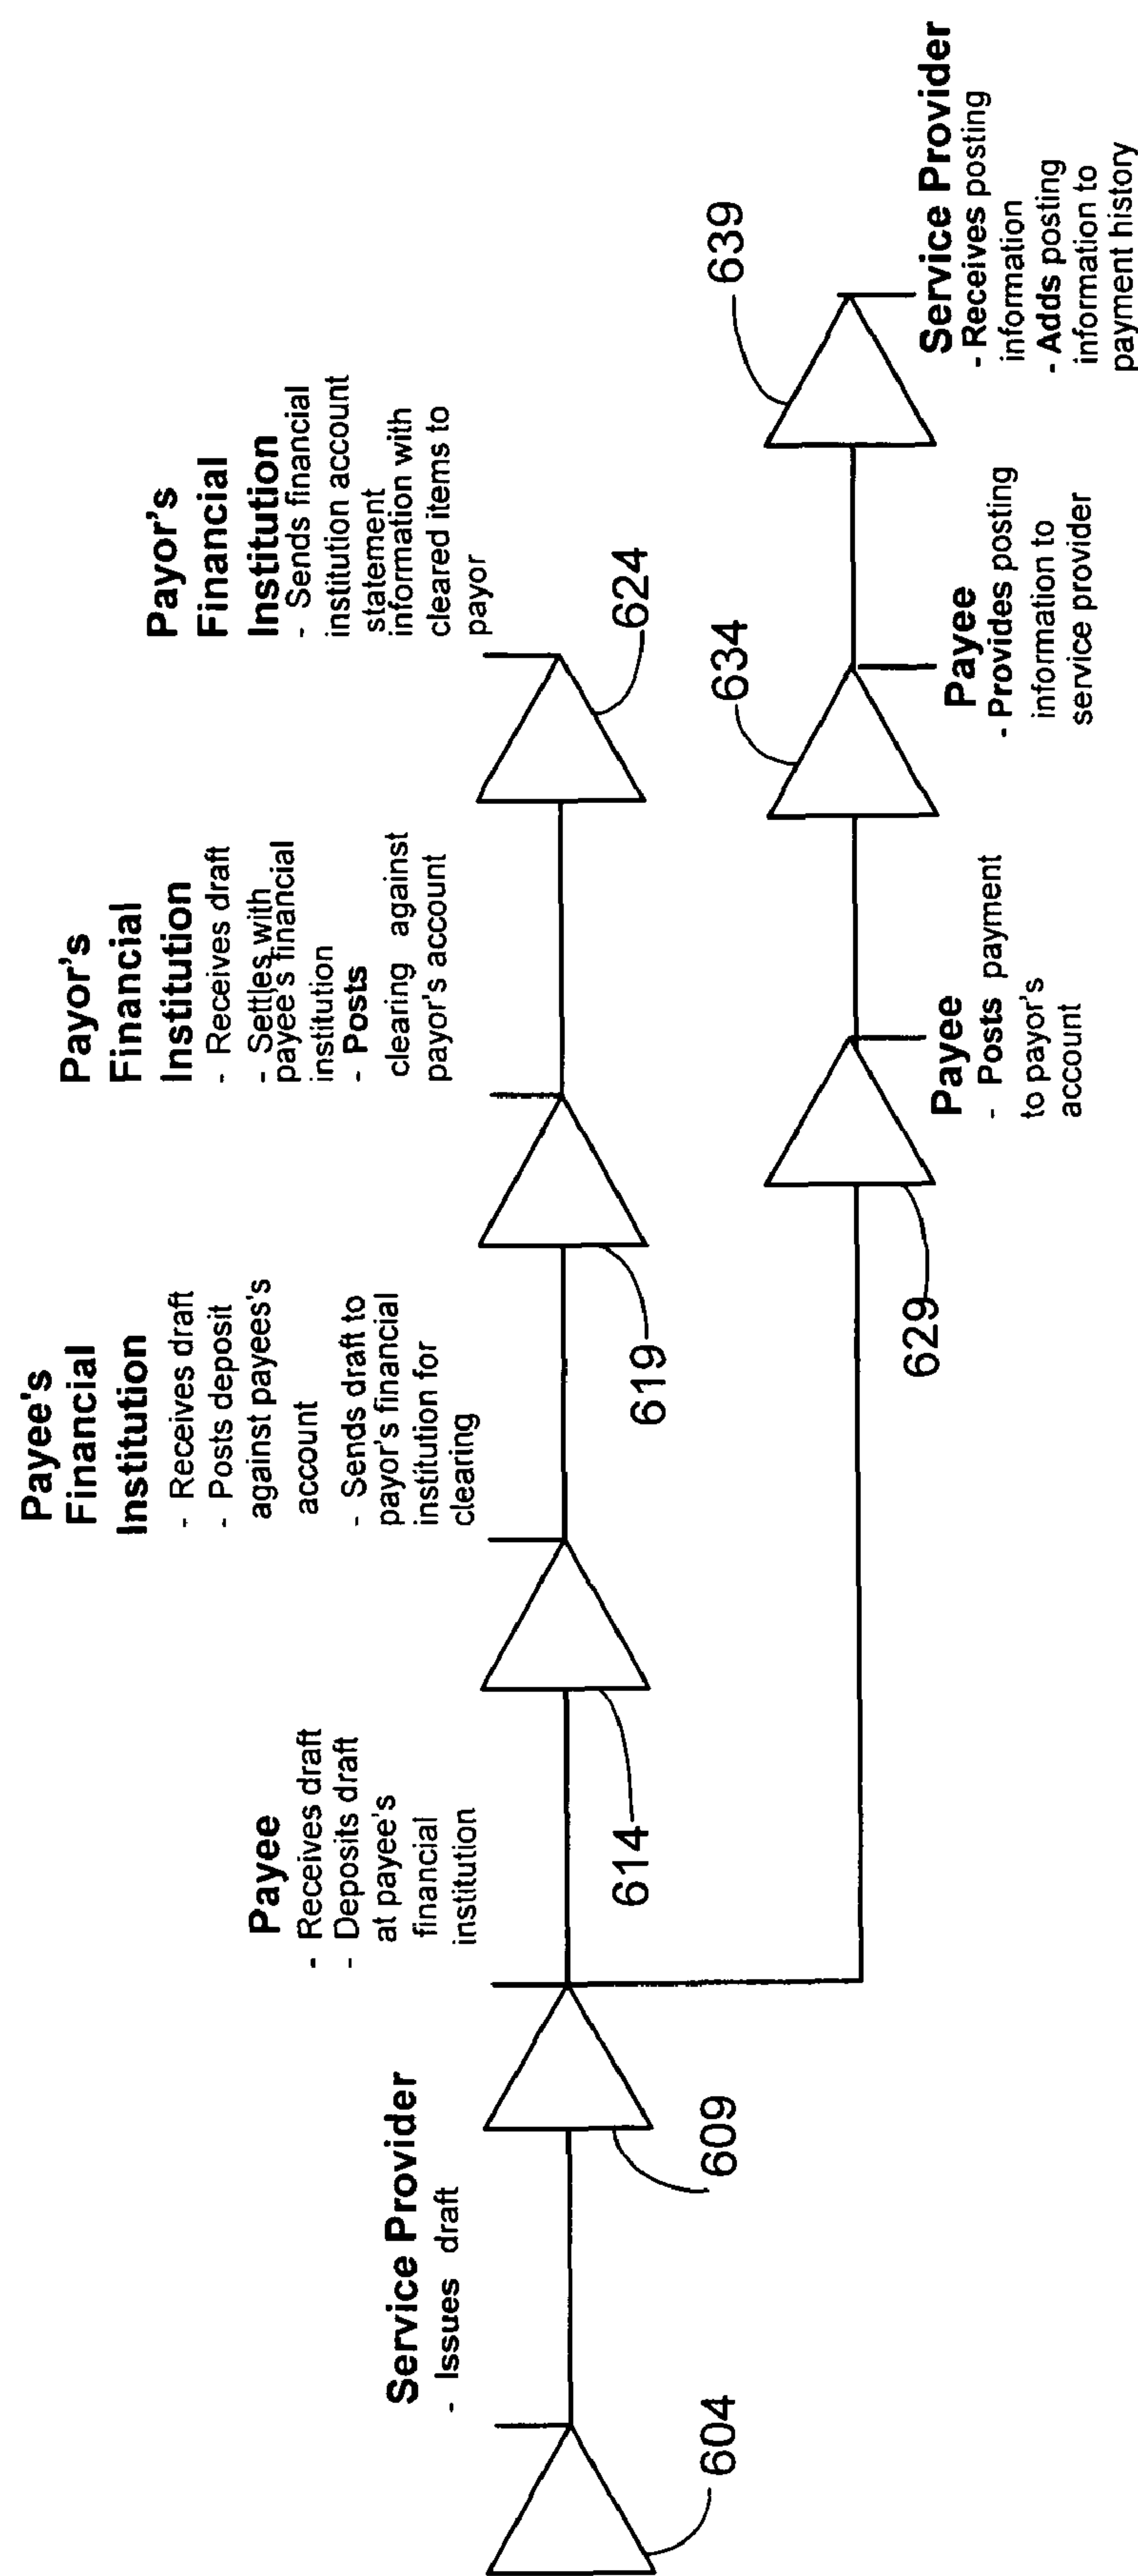 Service Provider
- Issues draft
604
Payee
- Receives draft
- Deposits draft
at payee's
financial
institution
609
Payee's
Financial
Institution
- Receives draft
- Posts deposit
against payees's
account
- Sends draft to
payor's financial
institution for
clearing
614
Payor's
Financial
Institution
- Receives draft
- Settles with
payee's financial
institution
- Posts
clearing against
payor's account
619
Payor's
Financial
Institution
- Sends financial
institution account
statement
information with
cleared items to
payor
624
Payee
- Posts payment
to payor's
account
629
Payee
- Provides posting
information to
service provider
634
Service Provider
- Receives posting
information
- Adds posting
information to
payment history
639